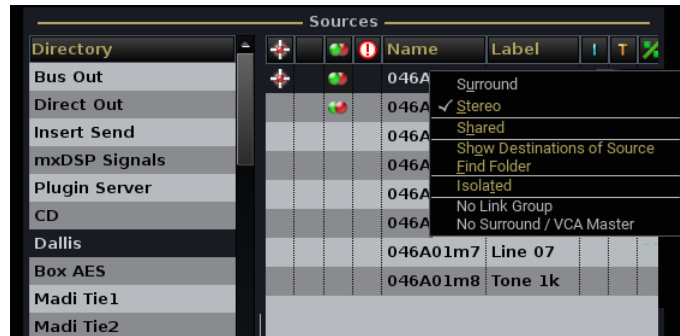 Sources
Directory
Name Label I T
Bus Out
046A
Direct Out
046A
Insert Send
046A
mxDSP Signals
046A
Plugin Server
046A
CD
046A
Dallis
046A01m7 Line 07
Box AES
046A01m8 Tone 1k
Madi Tie1
Madi Tie2
Surround
Stereo
Shared
Show Destinations of Source
Find Folder
Isolated
No Link Group
No Surround / VCA Master